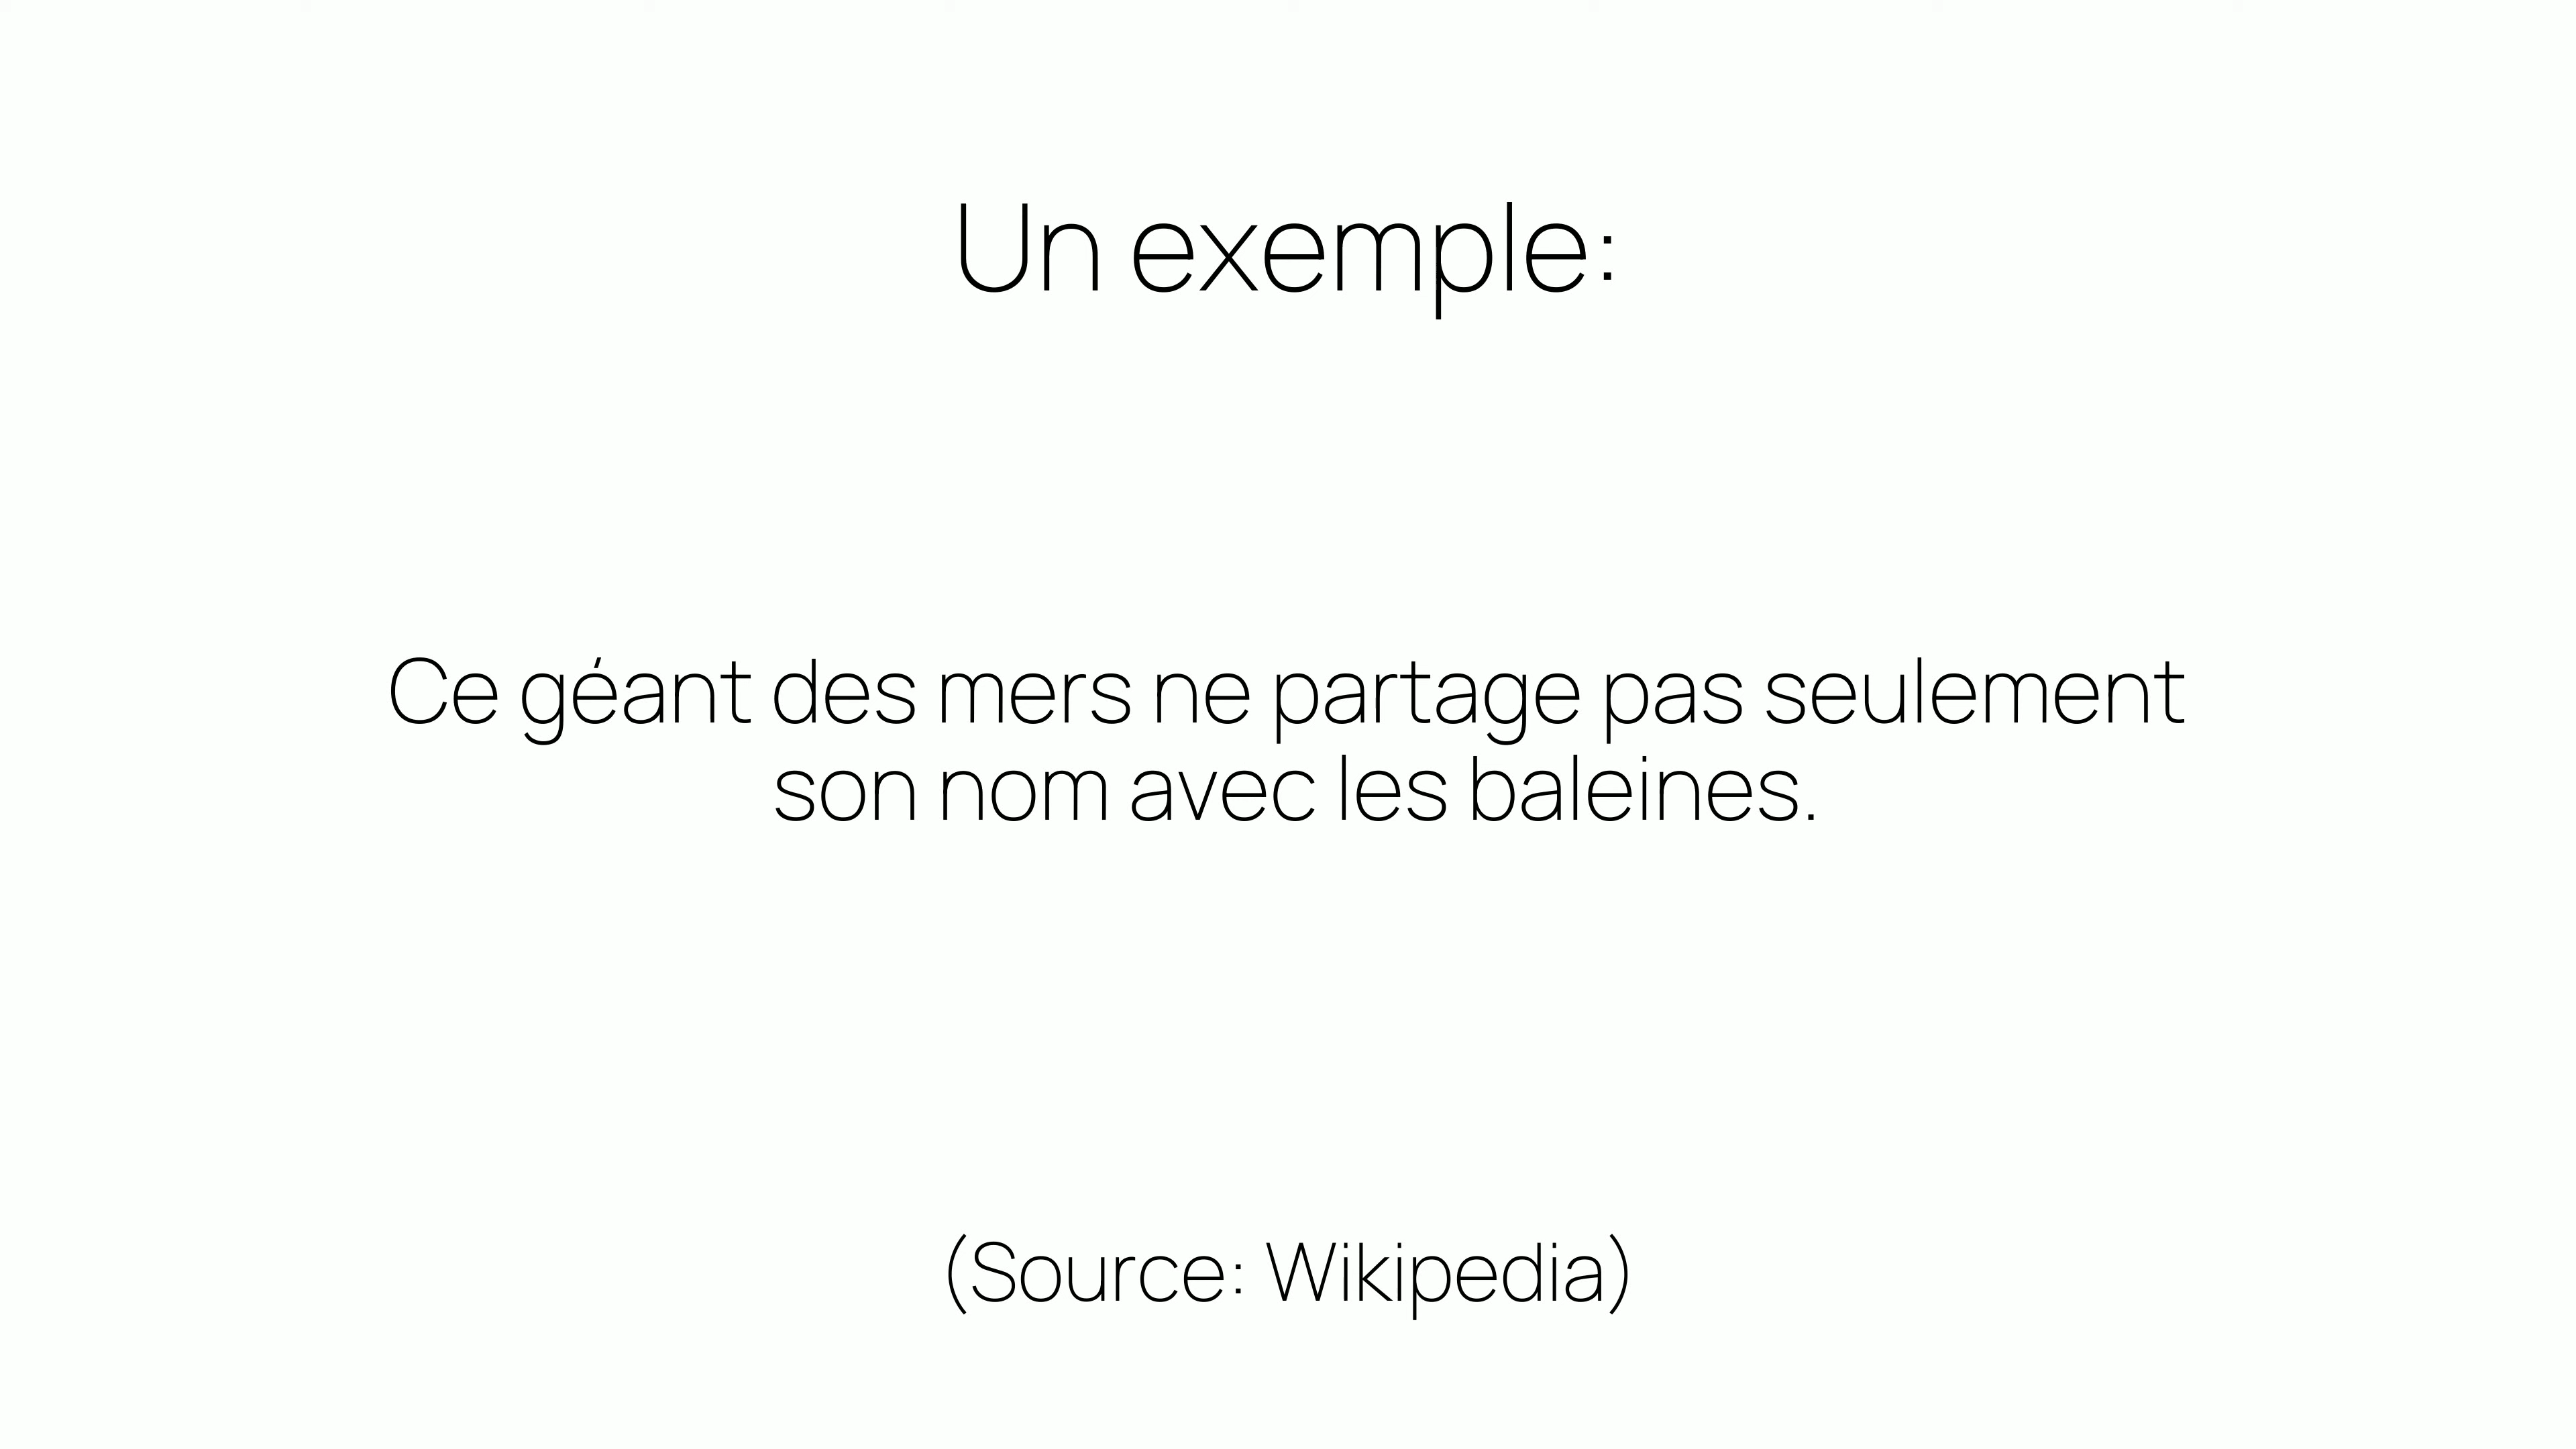 Un exemple:
Ce géant des mers ne partage pas seulement
son nom avec les baleines.
(Source: Wikipedia)